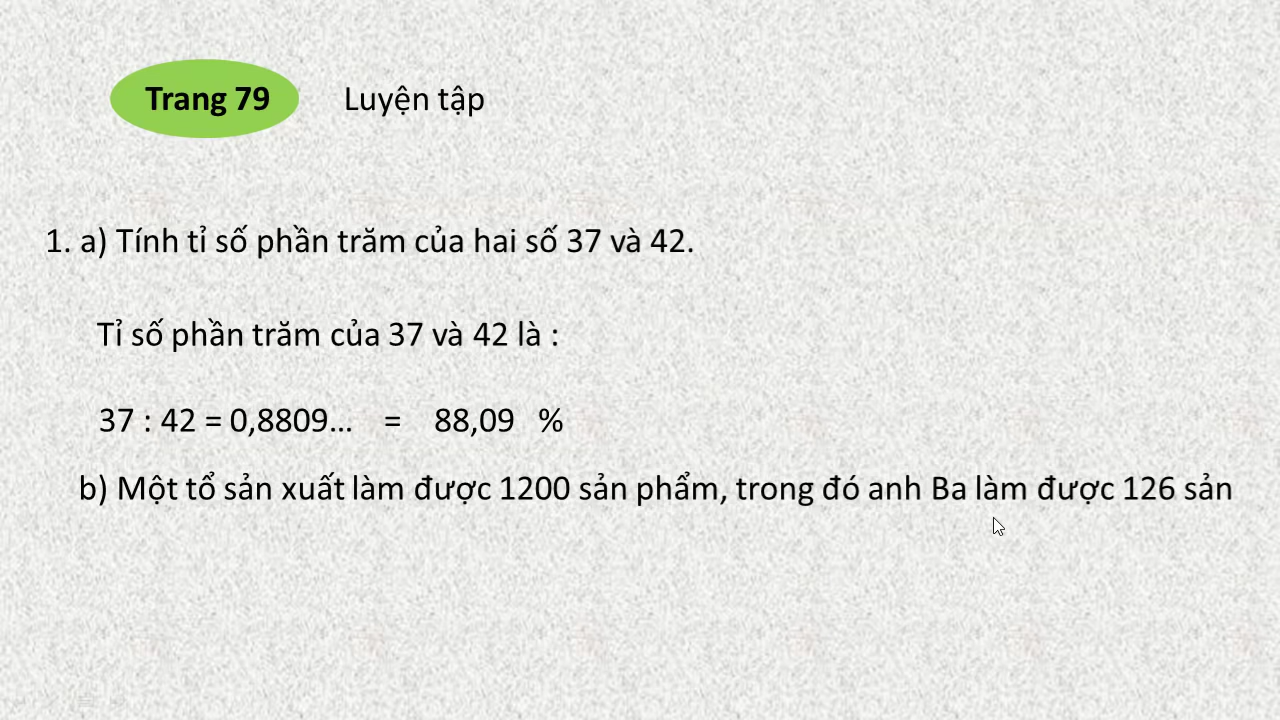 Trang 79 Luyện tập
1. a) Tính tỉ số phần trăm của hai số 37 và 42.
Tỉ số phần trăm của 37 và 42 là :
37 : 42 = 0,8809... = 88,09 %
b) Một tổ sản xuất làm được 1200 sản phẩm, trong đó anh Ba làm được 126 sản